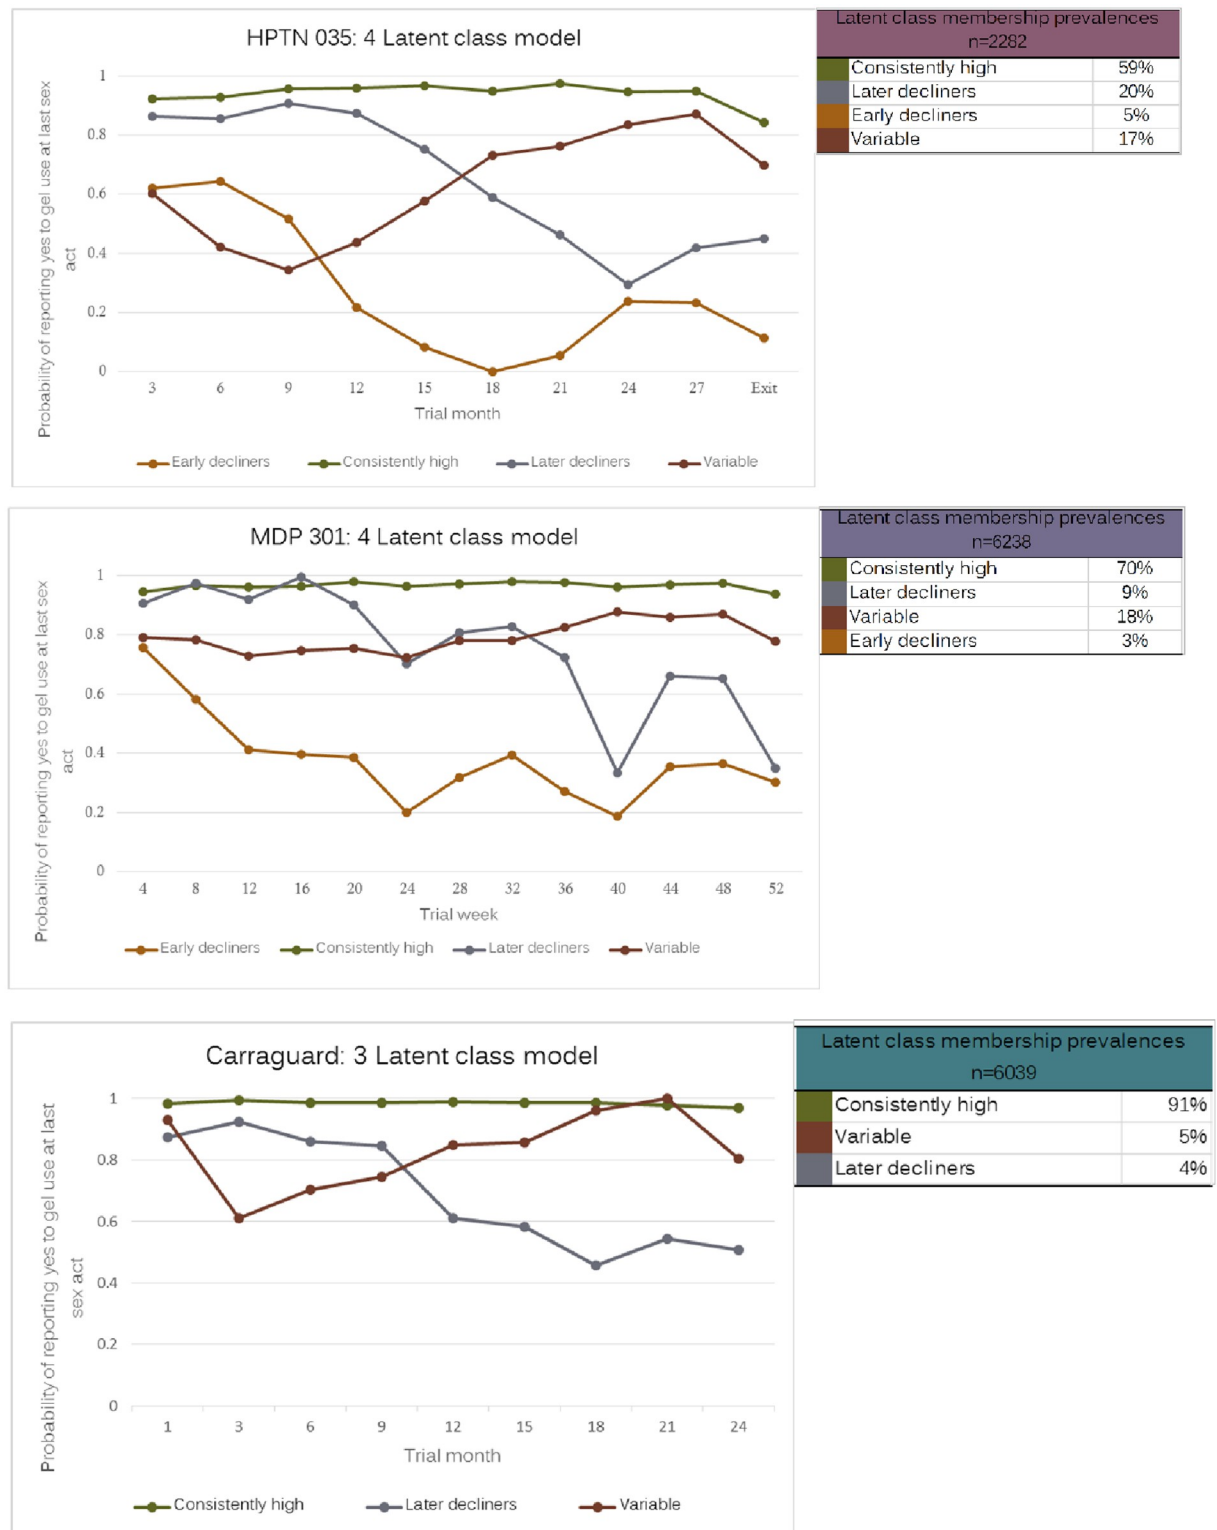 HPTN 035: 4 Latent class model
Probability of reporting yes to gel use at last sex
act
1
0.8
0.6
0.4
0.2
0
3 6 9 12 15 18 21 24 27 Exit
Trial month
Early decliners Consistently high Later decliners Variable
Latent class membership prevalences
n=2282
Consistently high 59%
Later decliners 20%
Early decliners 5%
Variable 17%
MDP 301: 4 Latent class model
Probability of reporting yes to gel use at last sex
act
1
0.8
0.6
0.4
0.2
0
4 8 12 16 20 24 28 32 36 40 44 48 52
Trial week
Early decliners Consistently high Later decliners Variable
Latent class membership prevalences
n=6238
Consistently high 70%
Later decliners 9%
Variable 18%
Early decliners 3%
Carraguard: 3 Latent class model
Probability of reporting yes to gel use at last
sex act
1
0.8
0.6
0.4
0.2
0
1 3 6 9 12 15 18 21 24
Trial month
Consistently high Later decliners Variable
Latent class membership prevalences
n=6039
Consistently high 91%
Variable 5%
Later decliners 4%